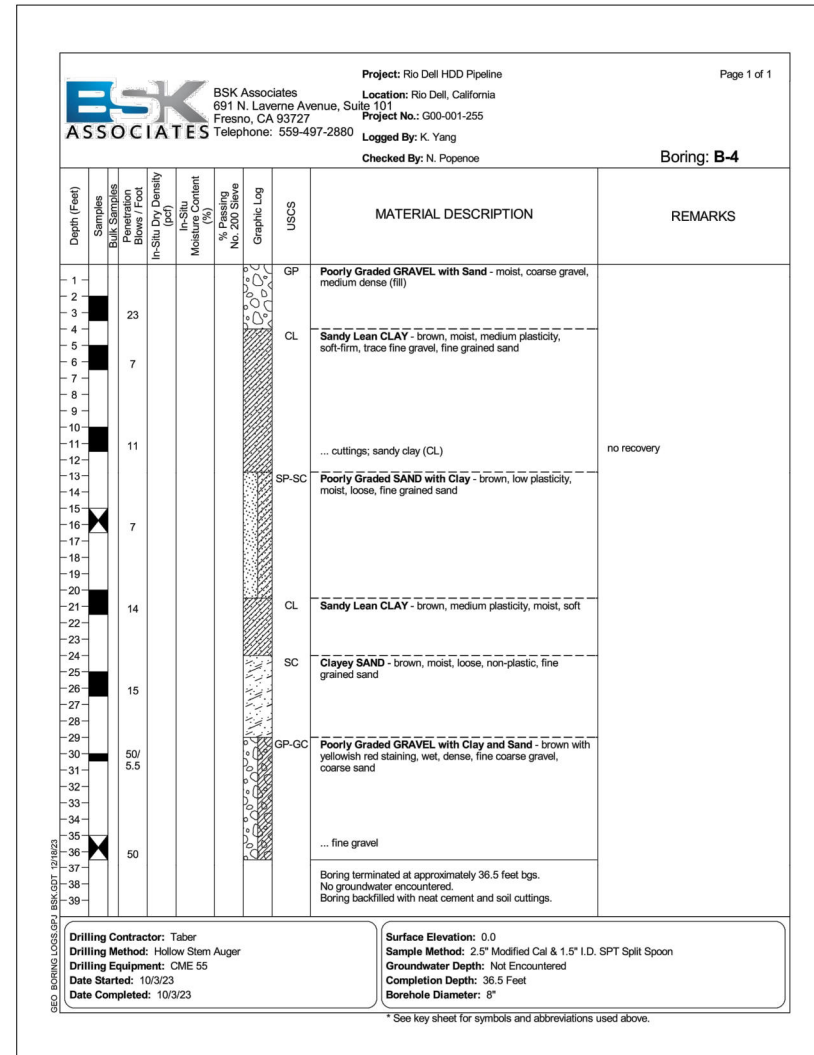 Project: Rio Dell HDD Pipeline
Page 1 of 1
BSK
ASSOCIATES
BSK Associates
691 N. Laverne Avenue, Suite 101
Fresno, CA 93727
Telephone: 559-497-2880
Location: Rio Dell, California
Project No.: G00-001-255
Logged By: K. Yang
Checked By: N. Popenoe
Boring: B-4
Depth (Feet)
Samples
Bulk Samples
Penetration
Blows / Foot
In-Situ Dry Density
(pcf)
In-Situ
Moisture Content
(%)
% Passing
No. 200 Sieve
Graphic Log
USCS
MATERIAL DESCRIPTION
REMARKS
GP Poorly Graded GRAVEL with Sand - moist, coarse gravel,
1
medium dense (fill)
2
3 23
4
CL Sandy Lean CLAY - brown, moist, medium plasticity,
5
soft-firm, trace fine gravel, fine grained sand
6 7
7
8
9
10
11 11 ... cuttings; sandy clay (CL) no recovery
12
13 SP-SC Poorly Graded SAND with Clay - brown, low plasticity,
moist, loose, fine grained sand
14
15
16 7
17
18
19
20
21 14 CL Sandy Lean CLAY - brown, medium plasticity, moist, soft
22
23
24
SC Clayey SAND - brown, moist, loose, non-plastic, fine
25
grained sand
26 15
27
28
29
GP-GC Poorly Graded GRAVEL with Clay and Sand - brown with
30 50/
yellowish red staining, wet, dense, fine coarse gravel,
5.5
31
coarse sand
32
33
34
35
... fine gravel
36 50
37
Boring terminated at approximately 36.5 feet bgs.
38 No groundwater encountered.
39 Boring backfilled with neat cement and soil cuttings.
GEO BORING LOGS.GPJ BSK.GDT 12/18/23
Drilling Contractor: Taber
Drilling Method: Hollow Stem Auger
Drilling Equipment: CME 55
Date Started: 10/3/23
Date Completed: 10/3/23
Surface Elevation: 0.0
Sample Method: 2.5" Modified Cal & 1.5" I.D. SPT Split Spoon
Groundwater Depth: Not Encountered
Completion Depth: 36.5 Feet
Borehole Diameter: 8"
* See key sheet for symbols and abbreviations used above.